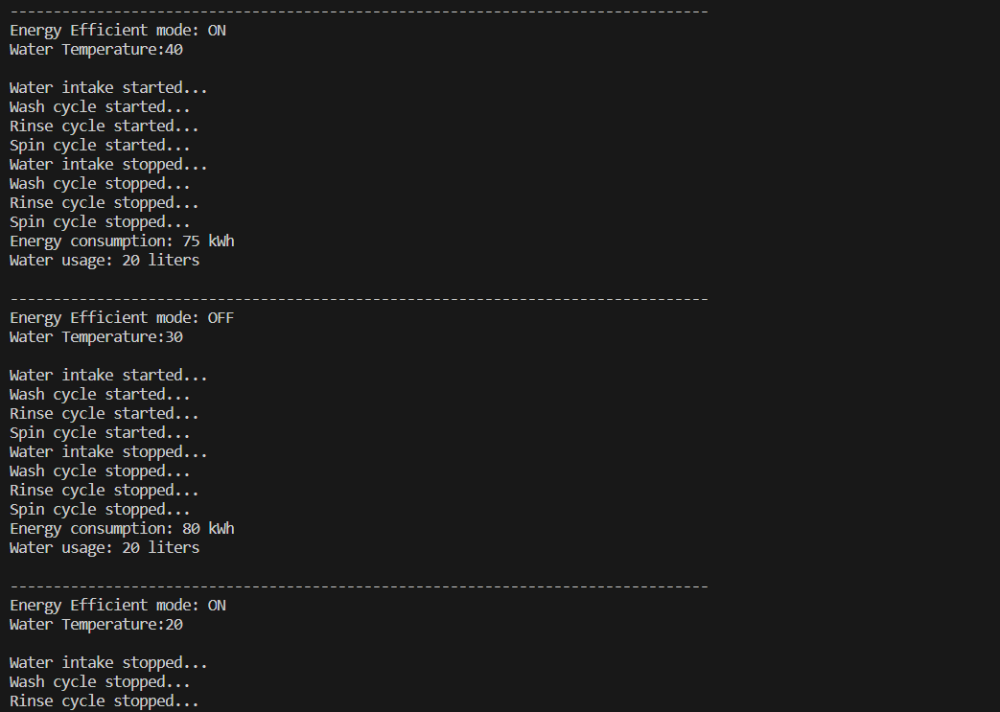 ---------------------------------------------------------------------------------
Energy Efficient mode: ON
Water Temperature:40
Water intake started...
Wash cycle started...
Rinse cycle started...
Spin cycle started...
Water intake stopped...
Wash cycle stopped...
Rinse cycle stopped...
Spin cycle stopped...
Energy consumption: 75 kWh
Water usage: 20 liters
---------------------------------------------------------------------------------
Energy Efficient mode: OFF
Water Temperature:30
Water intake started...
Wash cycle started...
Rinse cycle started...
Spin cycle started...
Water intake stopped...
Wash cycle stopped...
Rinse cycle stopped...
Spin cycle stopped...
Energy consumption: 80 kWh
Water usage: 20 liters
---------------------------------------------------------------------------------
Energy Efficient mode: ON
Water Temperature:20
Water intake stopped...
Wash cycle stopped...
Rinse cycle stopped...